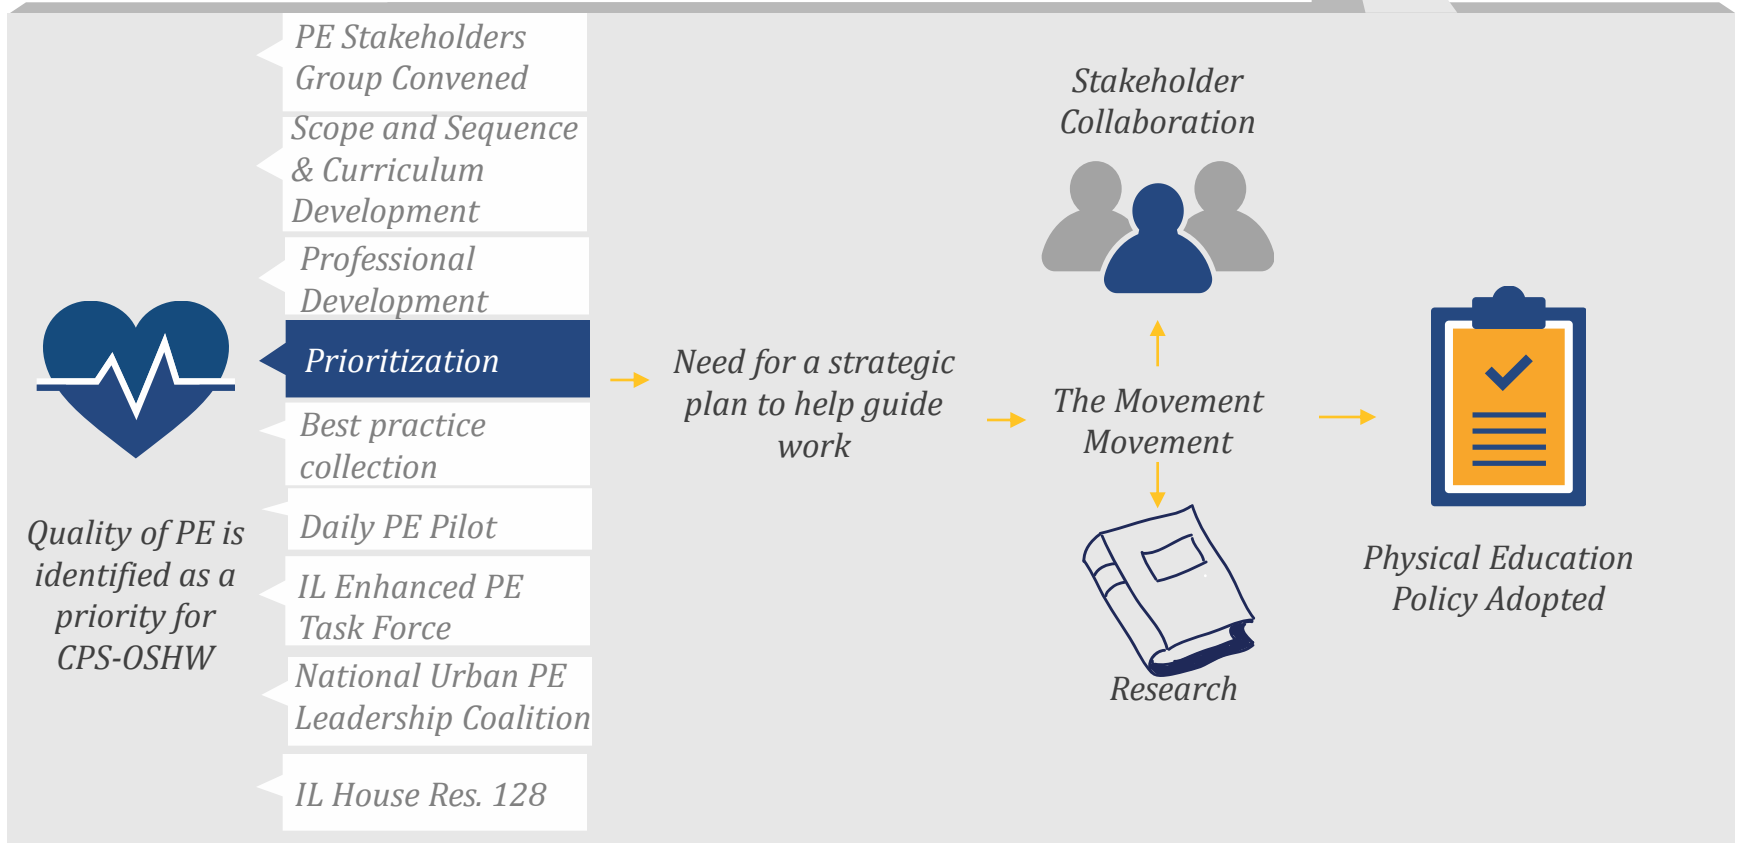 Quality of PE is
identified as a
priority for
CPS-OSHW
PE Stakeholders
Group Convened
Scope and Sequence
& Curriculum
Development
Professional
Development
Prioritization
Best practice
collection
Daily PE Pilot
IL Enhanced PE
Task Force
National Urban PE
Leadership Coalition
IL House Res. 128
Need for a strategic
plan to help guide
work
Stakeholder
Collaboration
The Movement
Movement
Research
Physical Education
Policy Adopted